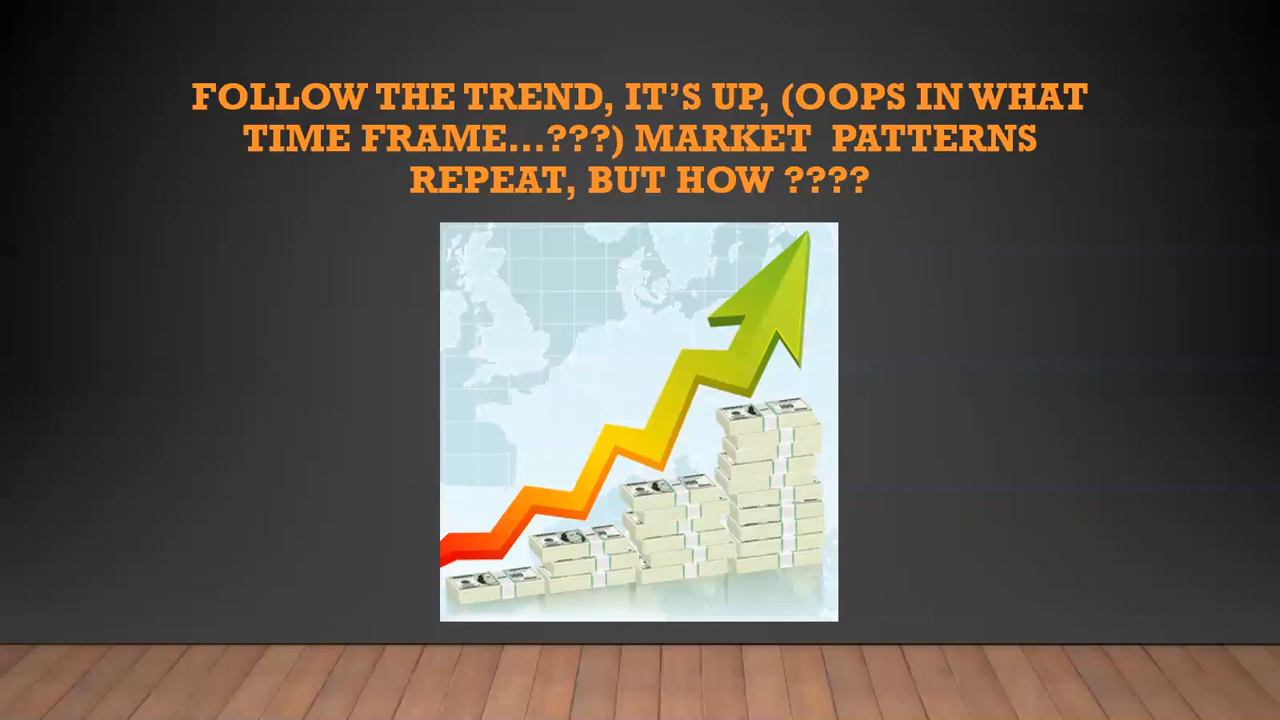 FOLLOW THE TREND, IT’S UP, (OOPS IN WHAT
TIME FRAME…???) MARKET  PATTERNS
REPEAT, BUT HOW ????